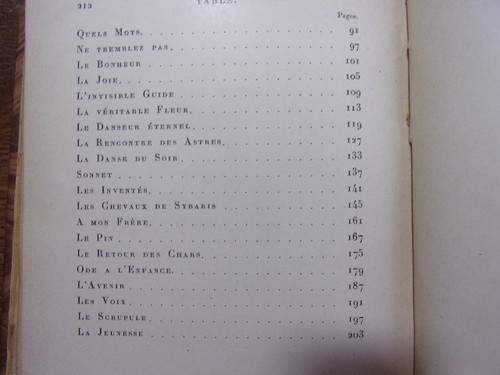 212 TABLE.
Pages.
QUELS MOTS. 91
NE TREMBLEZ PAS. 97
LE BONHEUR 101
LA JOIE. 105
L'INVISIBLE GUIDE 109
LA VÉRITABLE FLEUR. 113
LE DANSEUR ÉTERNEL. 119
LA RENCONTRE DES ASTRES. 127
LA DANSE DU SOIR. 133
SONNET 137
LES INVENTÉS. 141
LES CHEVAUX DE SYBARIS 145
A MON FRÈRE. 161
LE PIN 167
LE RETOUR DES CHARS. 175
ODE A L'ENFANCE. 179
L'AVENIR 187
LES VOIX. 191
LE SCRUPULE. 197
LA JEUNESSE 203